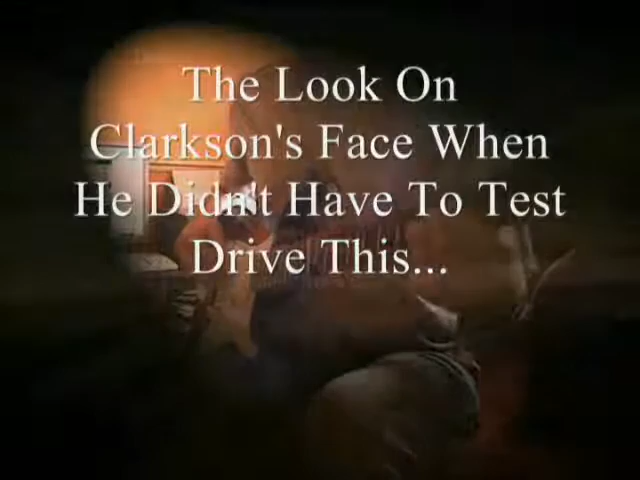 The Look On
Clarkson's Face When
He Didn't Have To Test
Drive This...